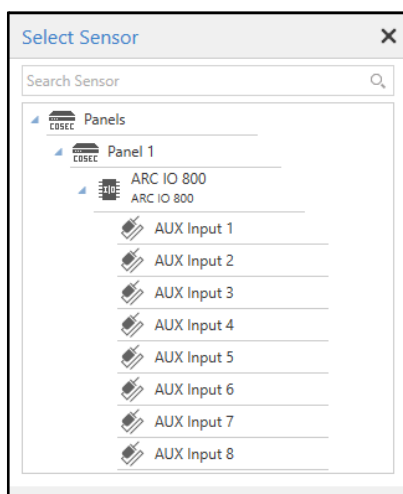 Select Sensor
Search Sensor
COSEC Panels
COSEC Panel 1
I/O ARC IO 800
ARC IO 800
AUX Input 1
AUX Input 2
AUX Input 3
AUX Input 4
AUX Input 5
AUX Input 6
AUX Input 7
AUX Input 8